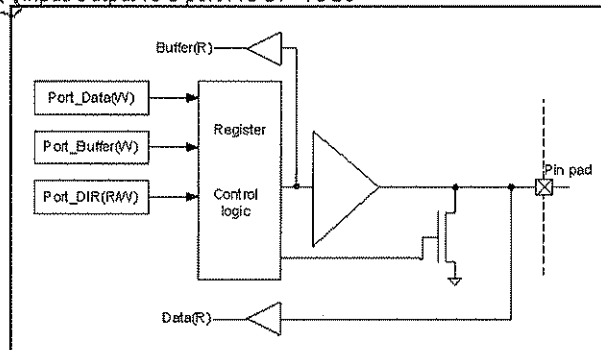 Buffer(R)
Port_Data(W)
Register
Port_Buffer(W)
Pin pad
Port_DIR(R/W)
Control
logic
Data(R)